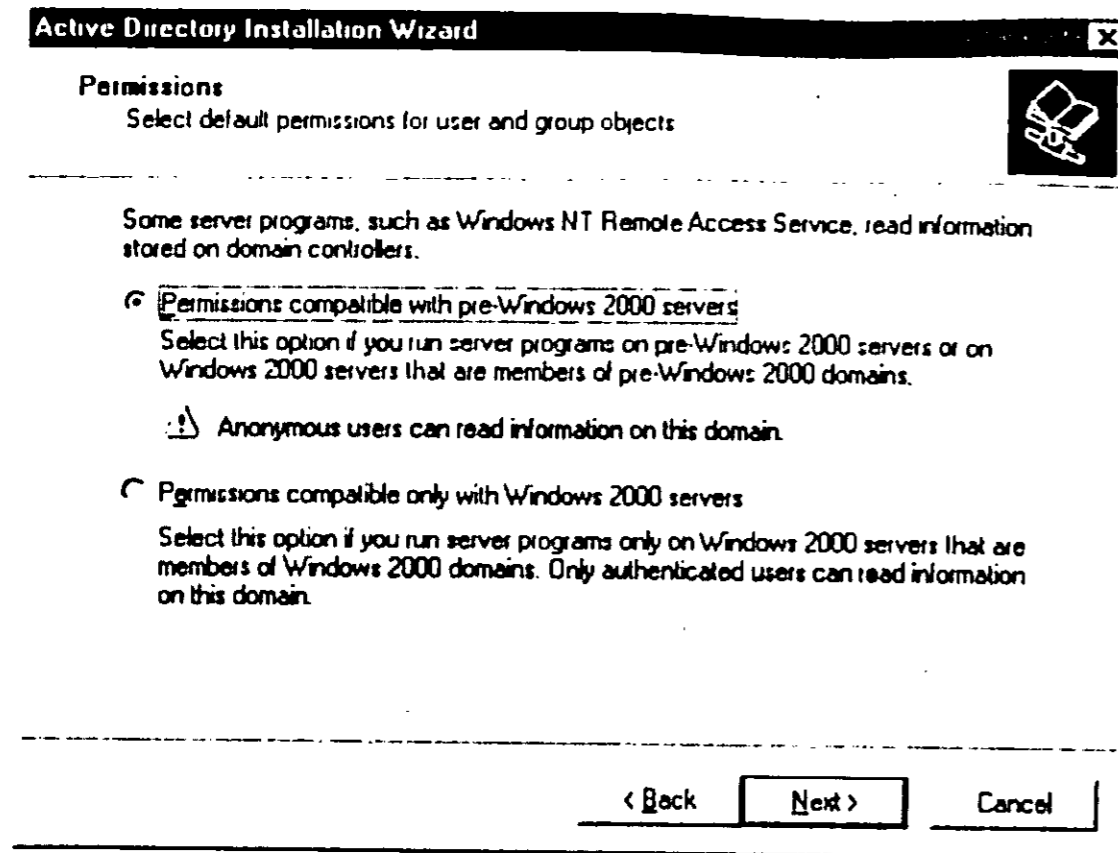 Active Directory Installation Wizard
Permissions
Select default permissions for user and group objects
Some server programs, such as Windows NT Remote Access Service, read information
stored on domain controllers.
Permissions compatible with pre-Windows 2000 servers
Select this option if you run server programs on pre-Windows 2000 servers or on
Windows 2000 servers that are members of pre-Windows 2000 domains.
Anonymous users can read information on this domain.
Permissions compatible only with Windows 2000 servers
Select this option if you run server programs only on Windows 2000 servers that are
members of Windows 2000 domains. Only authenticated users can read information
on this domain.
< Back Next > Cancel